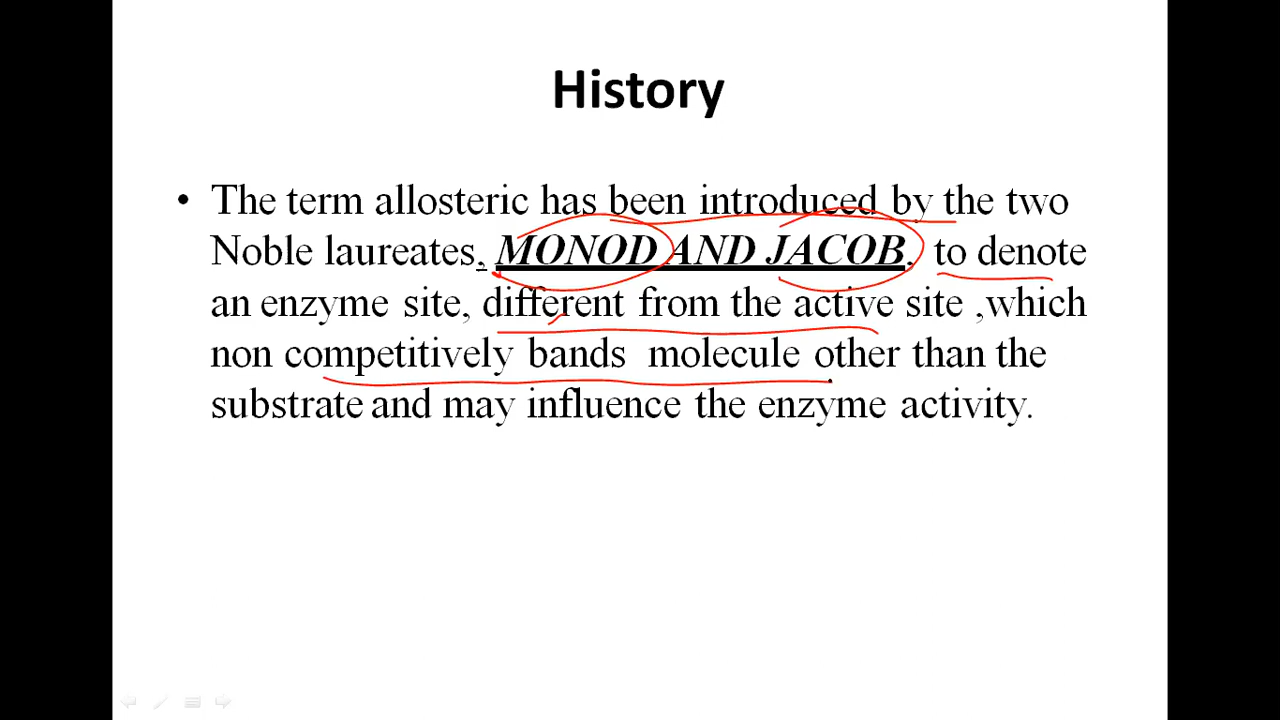 History
• The term allosteric has been introduced by the two
Noble laureates, MONOD AND JACOB, to denote
an enzyme site, different from the active site ,which
non competitively bands molecule other than the
substrate and may influence the enzyme activity.